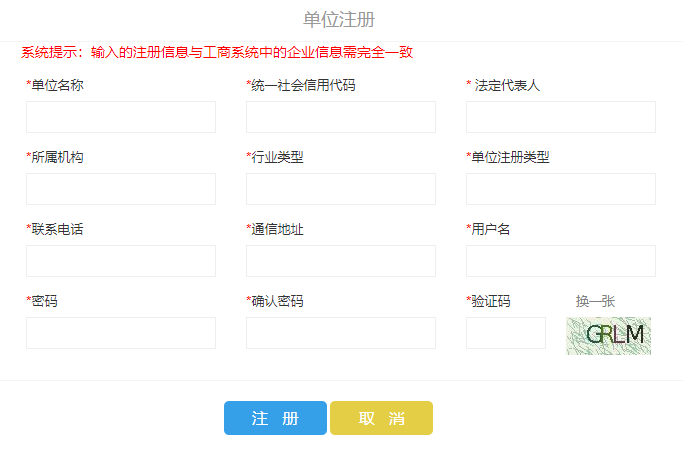 单位注册
系统提示：输入的注册信息与工商系统中的企业信息需完全一致
*单位名称 *统一社会信用代码 * 法定代表人
*所属机构 *行业类型 *单位注册类型
*联系电话 *通信地址 *用户名
*密码 *确认密码 *验证码 换一张
GRLM
注 册 取 消